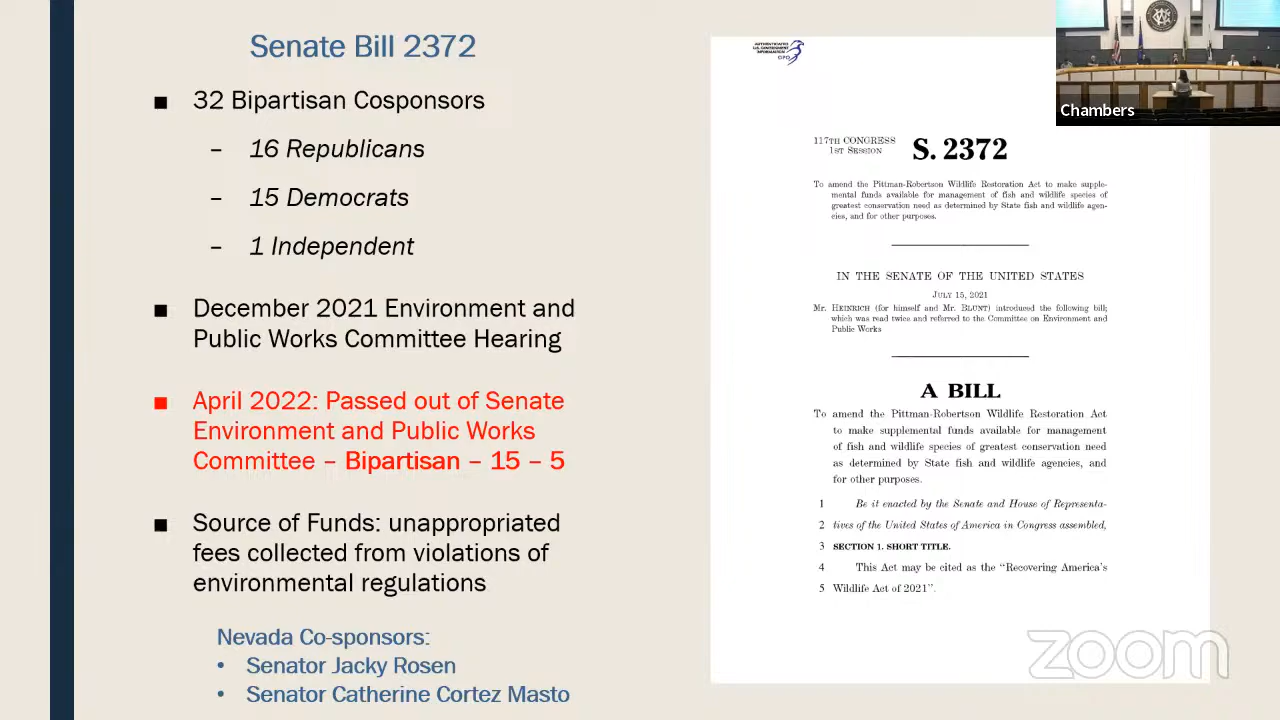 Senate Bill 2372
■ 32 Bipartisan Cosponsors
– 16 Republicans
– 15 Democrats
– 1 Independent
■ December 2021 Environment and
Public Works Committee Hearing
■ April 2022: Passed out of Senate
Environment and Public Works
Committee – Bipartisan – 15 – 5
■ Source of Funds: unappropriated
fees collected from violations of
environmental regulations
Nevada Co-sponsors:
• Senator Jacky Rosen
• Senator Catherine Cortez Masto
AUTHENTICATED
U.S. GOVERNMENT
INFORMATION
GPO
117TH CONGRESS
1ST SESSION
S. 2372
To amend the Pittman-Robertson Wildlife Restoration Act to make supple-
mental funds available for management of fish and wildlife species of
greatest conservation need as determined by State fish and wildlife agen-
cies, and for other purposes.
IN THE SENATE OF THE UNITED STATES
JULY 15, 2021
Mr. HEINRICH (for himself and Mr. BLUNT) introduced the following bill;
which was read twice and referred to the Committee on Environment and
Public Works
A BILL
To amend the Pittman-Robertson Wildlife Restoration Act
to make supplemental funds available for management
of fish and wildlife species of greatest conservation need
as determined by State fish and wildlife agencies, and
for other purposes.
1 Be it enacted by the Senate and House of Representa-
2 tives of the United States of America in Congress assembled,
3 SECTION 1. SHORT TITLE.
4 This Act may be cited as the “Recovering America’s
5 Wildlife Act of 2021”.
Chambers
zoom